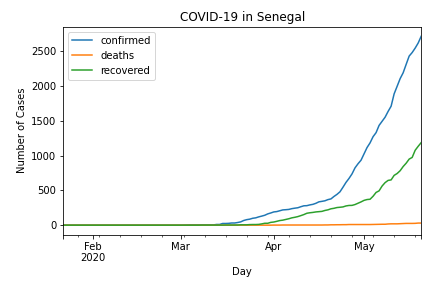 COVID-19 in Senegal
confirmed
deaths
recovered
Number of Cases
2500
2000
1500
1000
500
0
Feb
2020
Mar
Apr
May
Day